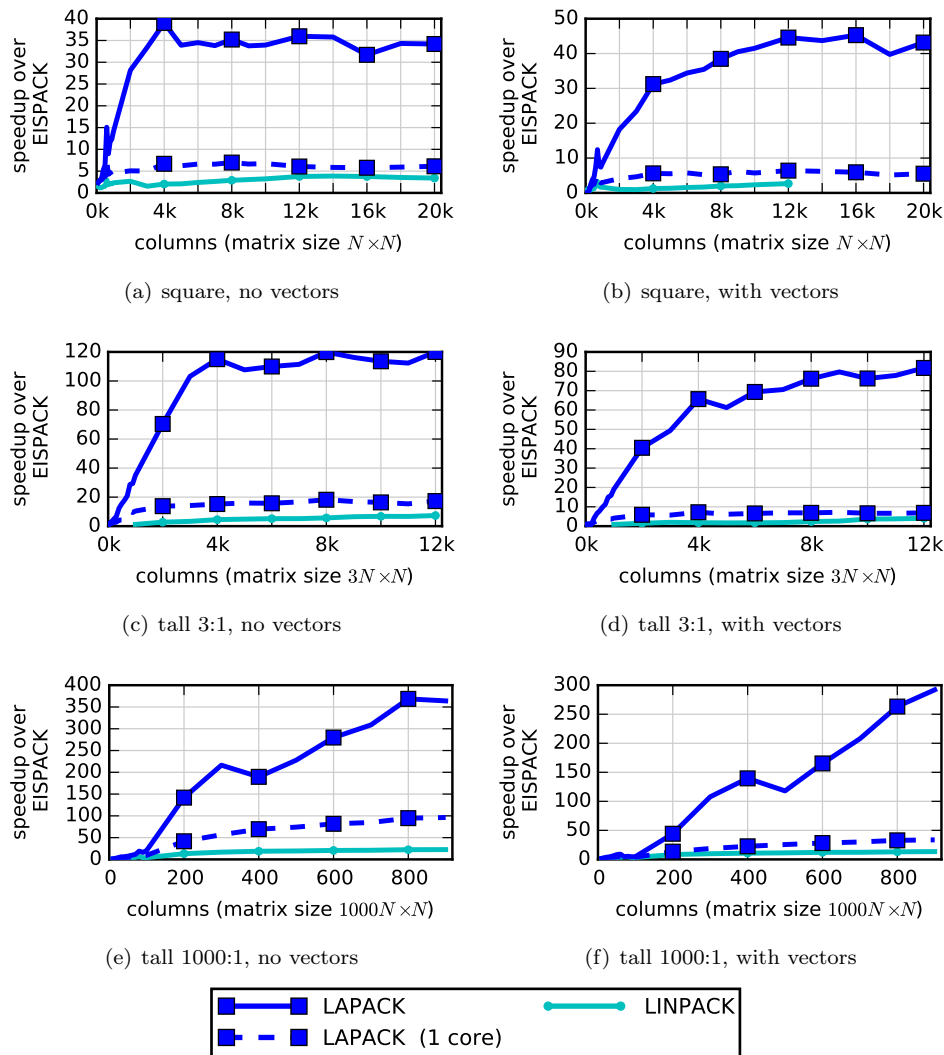 speedup over
EISPACK
40
35
30
25
20
15
10
5
0
0k 4k 8k 12k 16k 20k
columns (matrix size N×N)
(a) square, no vectors
speedup over
EISPACK
50
40
30
20
10
0
0k 4k 8k 12k 16k 20k
columns (matrix size N×N)
(b) square, with vectors
speedup over
EISPACK
120
100
80
60
40
20
0
0k 4k 8k 12k
columns (matrix size 3N×N)
(c) tall 3:1, no vectors
speedup over
EISPACK
90
80
70
60
50
40
30
20
10
0
0k 2k 4k 6k 8k 10k 12k
columns (matrix size 3N×N)
(d) tall 3:1, with vectors
speedup over
EISPACK
400
350
300
250
200
150
100
50
0
0 200 400 600 800
columns (matrix size 1000N×N)
(e) tall 1000:1, no vectors
speedup over
EISPACK
300
250
200
150
100
50
0
0 200 400 600 800
columns (matrix size 1000N×N)
(f) tall 1000:1, with vectors
LAPACK
LINPACK
LAPACK (1 core)